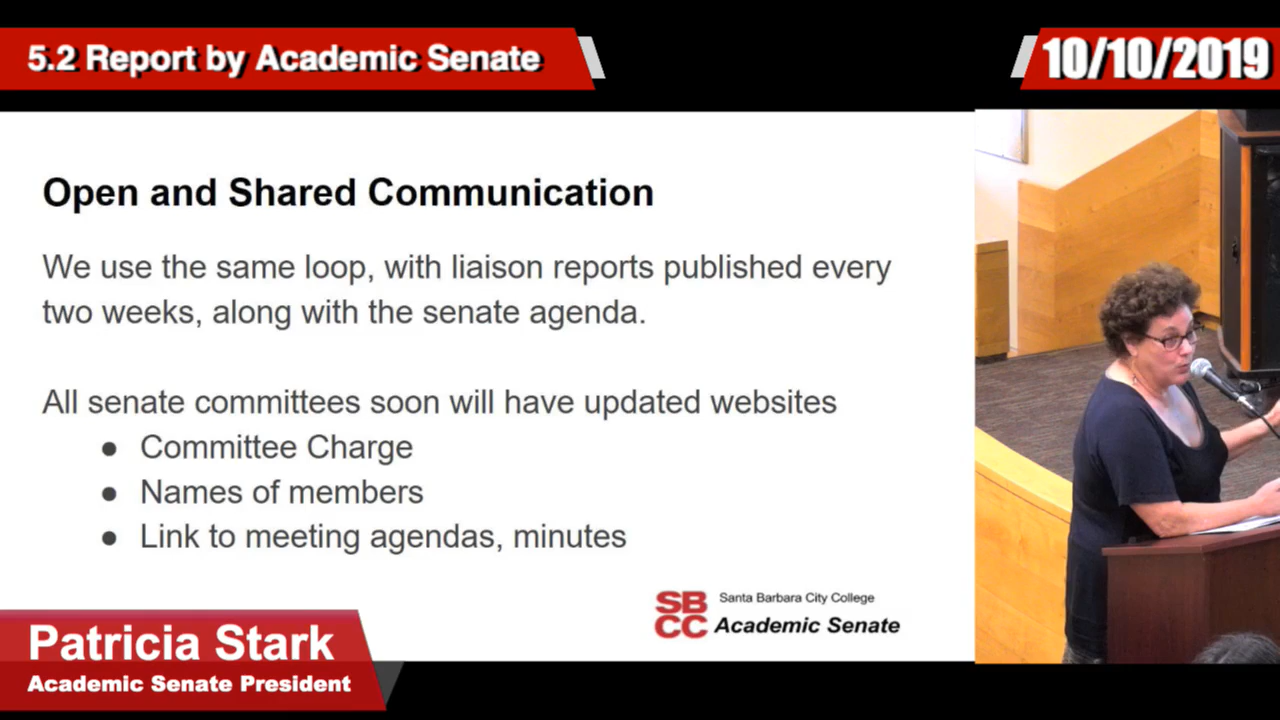 5.2 Report by Academic Senate
10/10/2019
Open and Shared Communication
We use the same loop, with liaison reports published every
two weeks, along with the senate agenda.
All senate committees soon will have updated websites
● Committee Charge
● Names of members
● Link to meeting agendas, minutes
SB
CC
Santa Barbara City College
Academic Senate
Patricia Stark
Academic Senate President